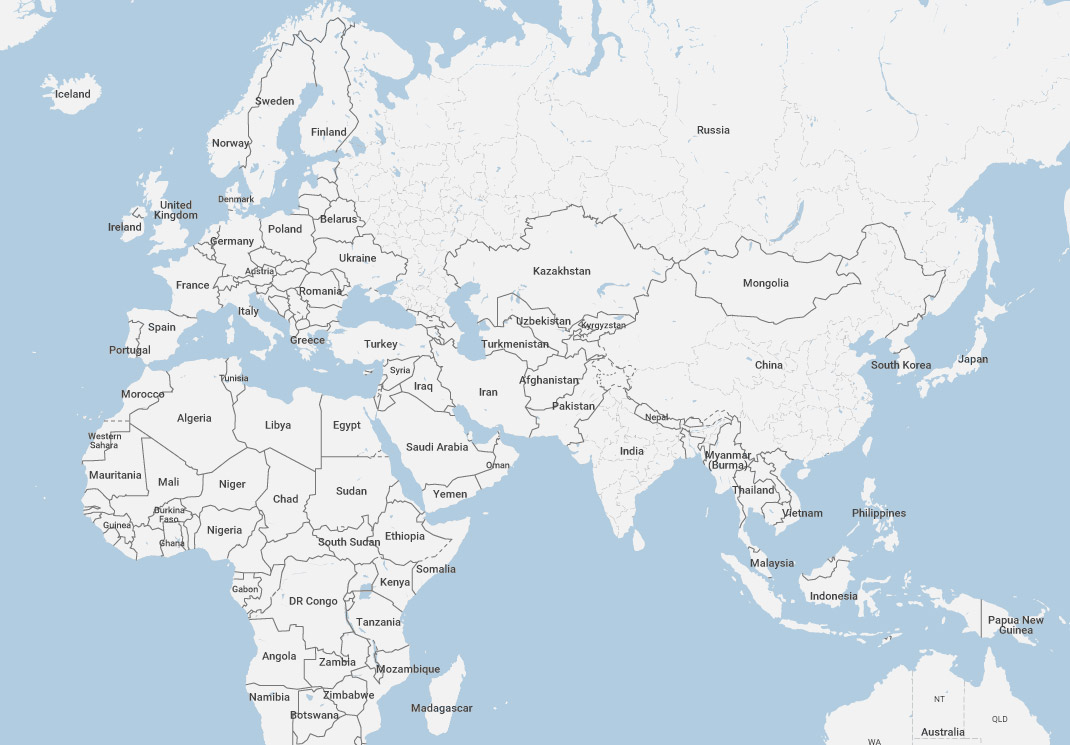 Iceland
Sweden
Finland
Norway
Russia
Denmark
United
Kingdom
Ireland
Belarus
Poland
Germany
Ukraine
Austria
France
Romania
Kazakhstan
Mongolia
Italy
Uzbekistan
Kyrgyzstan
Spain
Greece
Portugal
Turkey
Turkmenistan
Japan
South Korea
China
Syria
Tunisia
Iraq
Afghanistan
Iran
Morocco
Pakistan
Algeria
Libya
Egypt
Nepal
Western
Sahara
Saudi Arabia
India
Myanmar
(Burma)
Oman
Mauritania
Mali
Niger
Sudan
Yemen
Thailand
Chad
Burkina
Faso
Vietnam
Philippines
Guinea
Nigeria
Ethiopia
Ghana
South Sudan
Malaysia
Somalia
Kenya
Gabon
Indonesia
DR Congo
Tanzania
Papua New
Guinea
Angola
Zambia
Mozambique
Namibia
Zimbabwe
NT
Madagascar
Botswana
QLD
Australia
WA